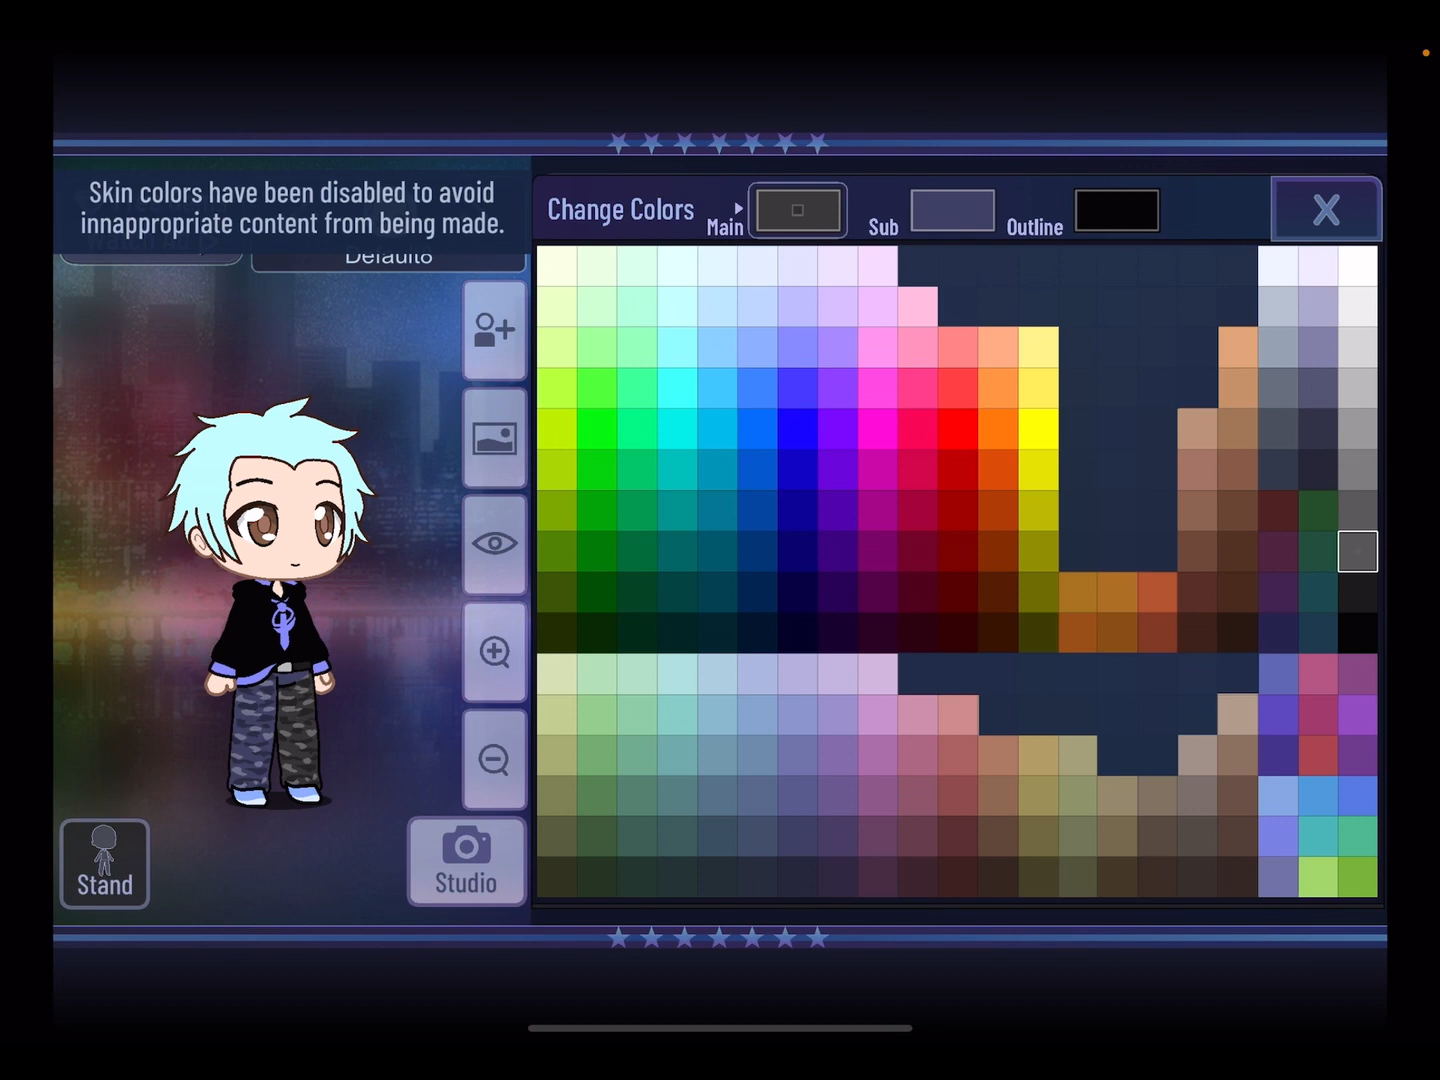 Skin colors have been disabled to avoid
innappropriate content from being made.
Default6
Change Colors
Main
Sub
Outline
X
Stand
Studio